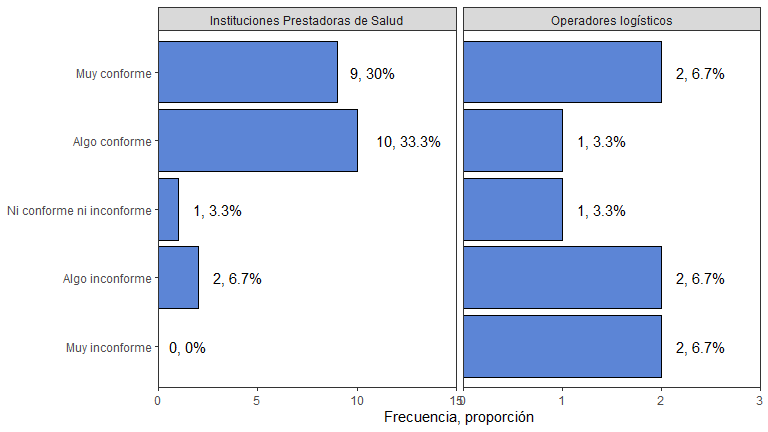 Instituciones Prestadoras de Salud
Operadores logísticos
Muy conforme
9, 30%
2, 6.7%
Algo conforme
10, 33.3%
1, 3.3%
Ni conforme ni inconforme
1, 3.3%
1, 3.3%
Algo inconforme
2, 6.7%
2, 6.7%
Muy inconforme
0, 0%
2, 6.7%
0 5 10 15
0 1 2 3
Frecuencia, proporción